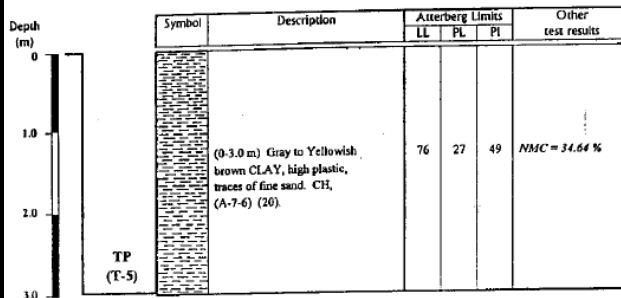 Depth
(m)
Symbol Description Atterberg Limits Other
LL PL PI test results
0
1.0
(0-3.0 m) Gray to Yellowish
brown CLAY, high plastic,
traces of fine sand. CH,
(A-7-6) (20).
76 27 49 NMC = 34.64 %
2.0
TP
(T-5)
3.0